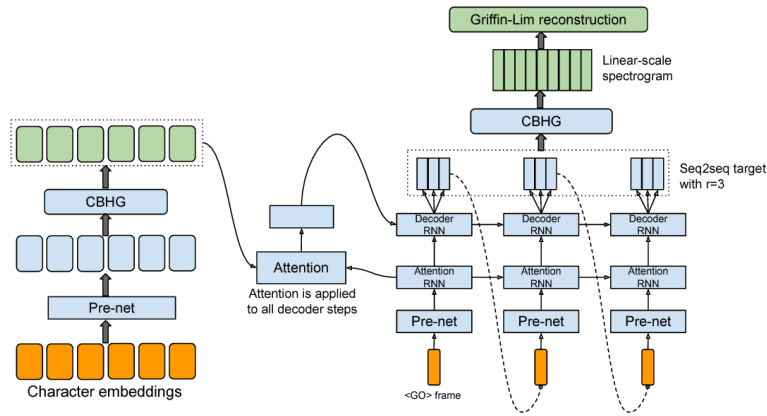 Griffin-Lim reconstruction
Linear-scale
spectrogram
CBHG
Seq2seq target
with r=3
CBHG
Decoder
RNN
Decoder
RNN
Decoder
RNN
Attention
Attention
RNN
Attention
RNN
Attention
RNN
Attention is applied
to all decoder steps
Pre-net
Pre-net
Pre-net
Pre-net
<GO> frame
Character embeddings